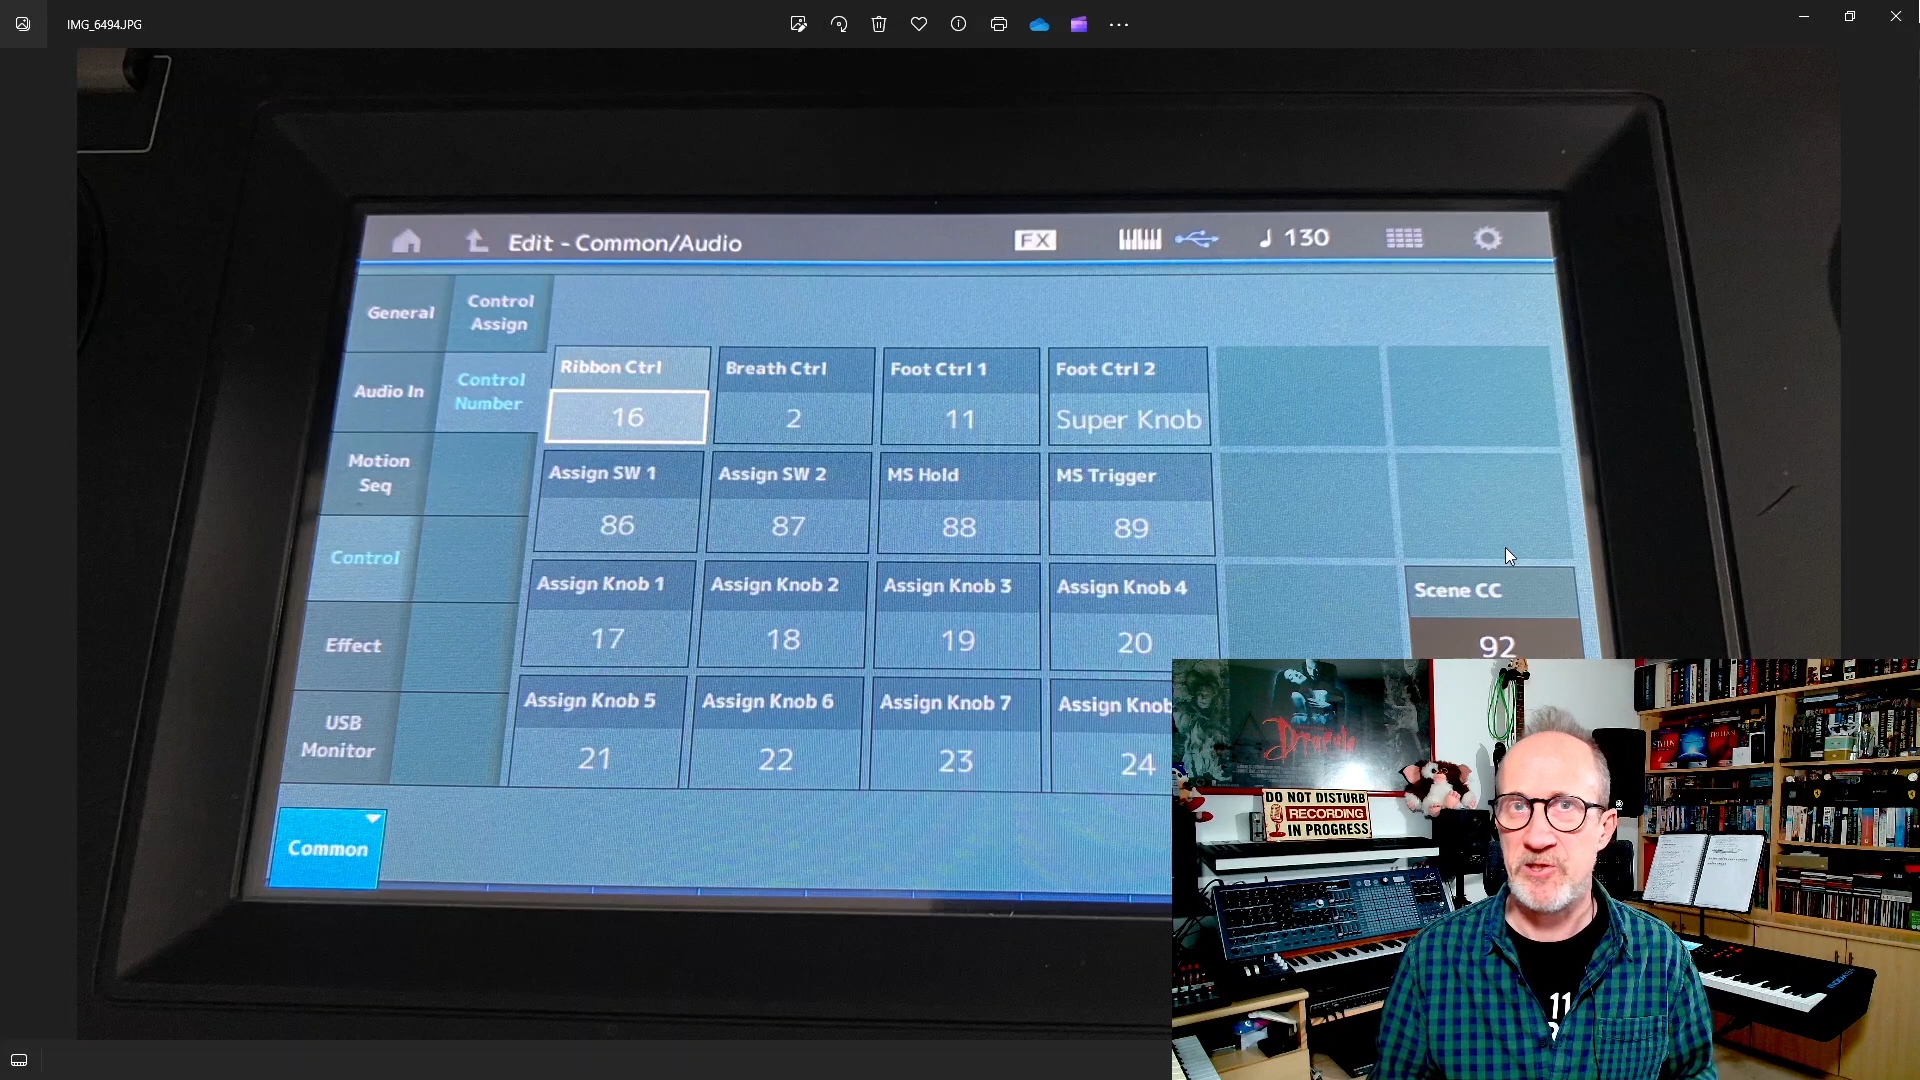 IMG_6494.JPG
Edit - Common/Audio
FX
130
General
Control
Assign
Audio In
Control
Number
Motion
Seq
Control
Effect
USB
Monitor
Common
Ribbon Ctrl
16
Breath Ctrl
2
Foot Ctrl 1
11
Foot Ctrl 2
Super Knob
Assign SW 1
86
Assign SW 2
87
MS Hold
88
MS Trigger
89
Assign Knob 1
17
Assign Knob 2
18
Assign Knob 3
19
Assign Knob 4
20
Scene CC
92
Assign Knob 5
21
Assign Knob 6
22
Assign Knob 7
23
Assign Knob
24
Dracula
DO NOT DISTURB
RECORDING
IN PROGRESS
11